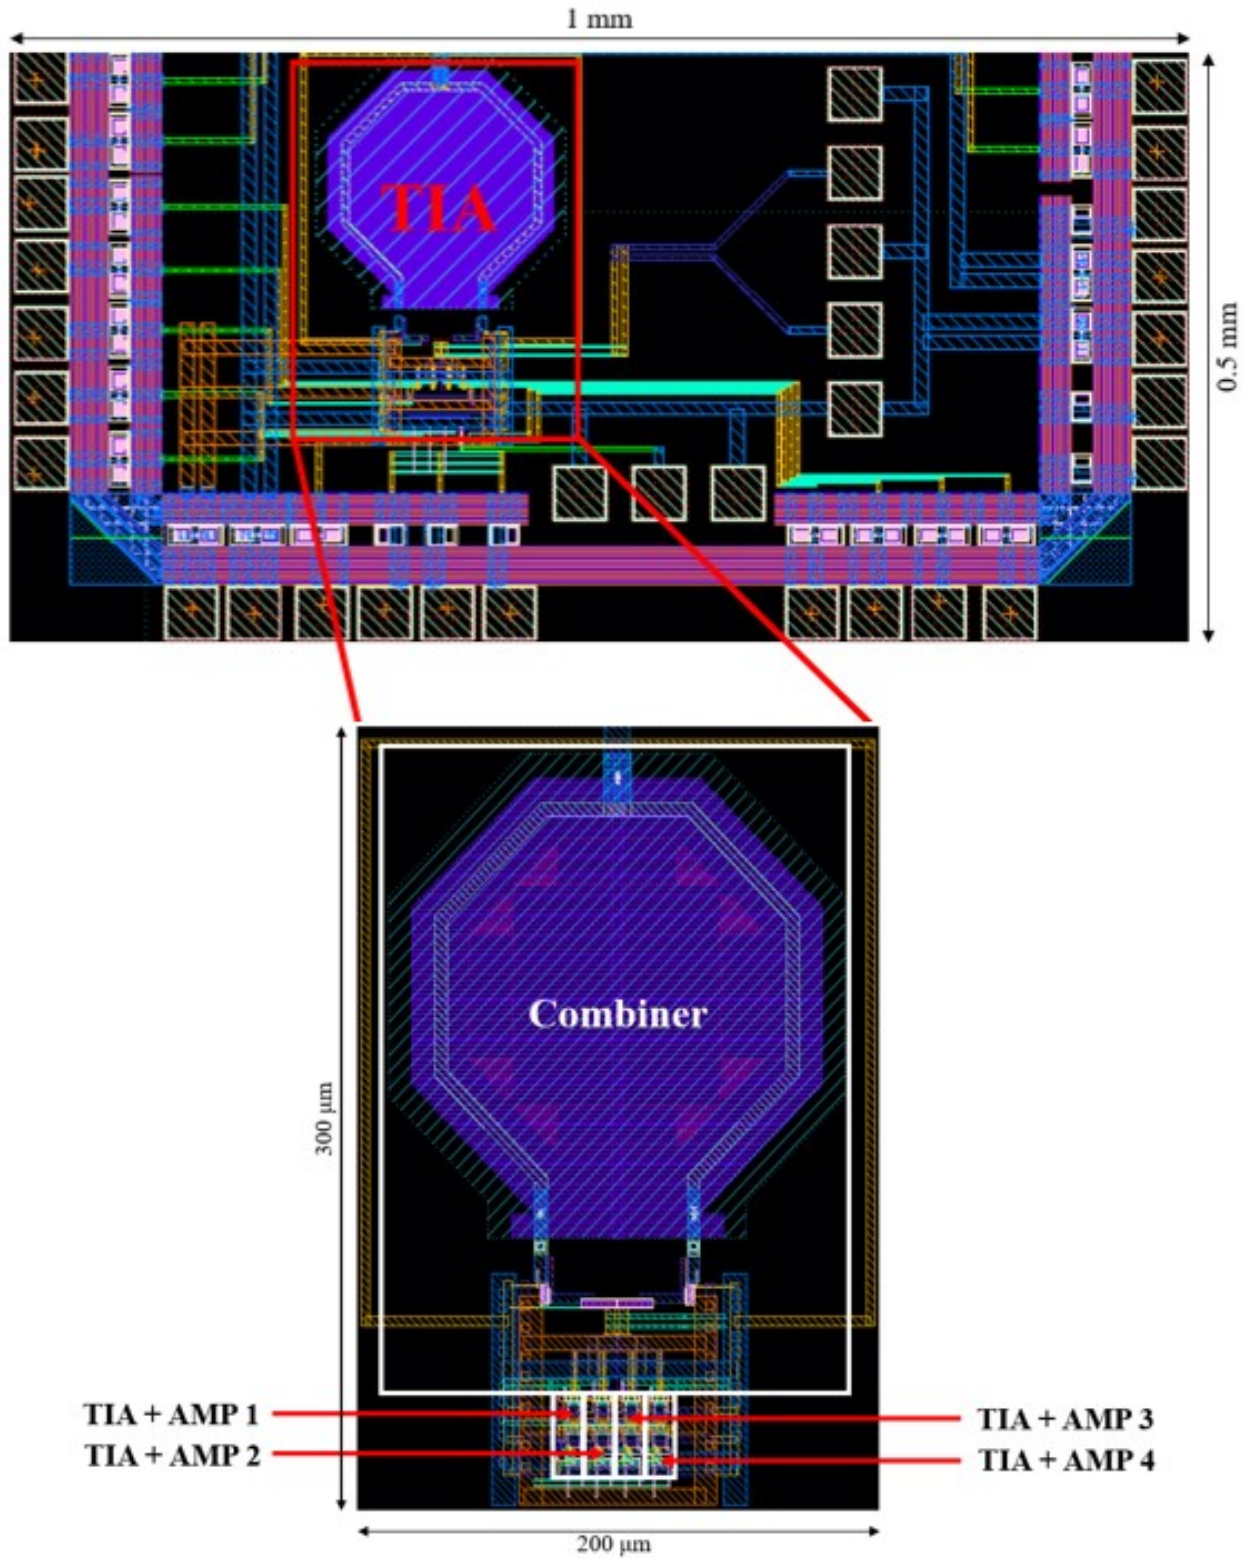 1 mm
TIA
0.5 mm
Combiner
300 μm
TIA + AMP 1
TIA + AMP 2
TIA + AMP 3
TIA + AMP 4
200 μm